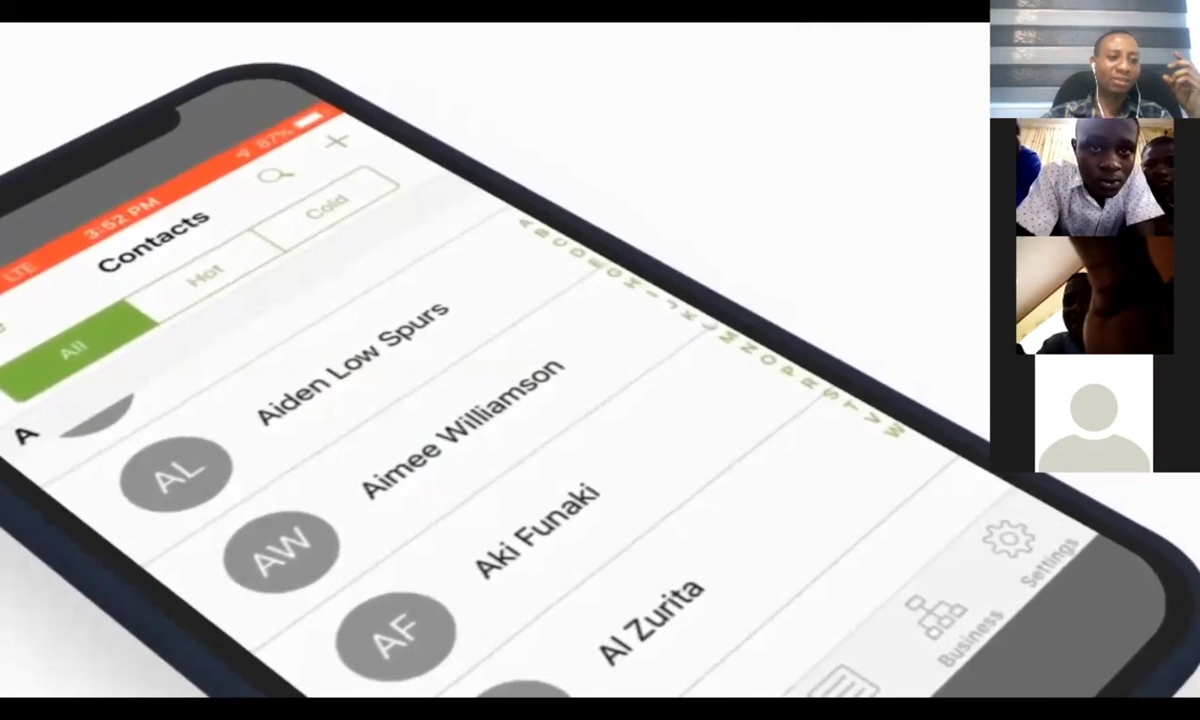 LTE 3:52 PM 87%
Contacts
All Hot Cold
A
AL Aiden Low Spurs
AW Aimee Williamson
AF Aki Funaki
Al Zurita
A
B
C
D
E
G
H
I
J
K
L
M
N
O
P
R
S
T
V
W
Business
Settings